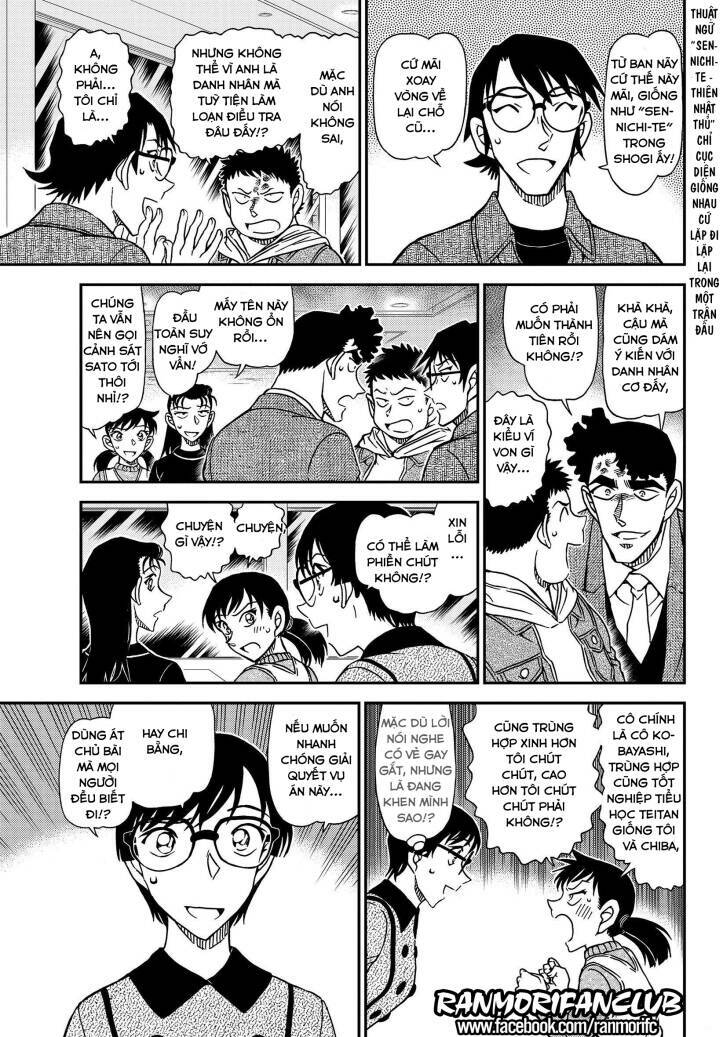 THUẬT
NGỮ
"SEN-
NICHI-
TE -
THIÊN
NHẬT
THỦ"
CHỈ
CỤC
DIỆN
GIỐNG
NHAU
CỨ
LẶP ĐI
LẶP
LẠI
TRONG
MỘT
TRẬN
ĐẤU
TỪ BAN NÃY
CỨ THẾ NÀY
MÃI, GIỐNG
NHƯ "SEN-
NICHI-TE"
TRONG
SHOGI ẤY!
CỨ MÃI
XOAY
VÒNG VỀ
LẠI CHỖ
CŨ...
MẶC DÙ ANH
NÓI KHÔNG
SAI,
NHƯNG KHÔNG
THỂ VÌ ANH LÀ
DANH NHÂN MÀ
TUỲ TIỆN LÀM
LOẠN ĐIỀU TRA
ĐÂU ĐẤY!?
A,
KHÔNG
PHẢI...
TÔI CHỈ
LÀ...
KHÀ KHÀ,
CẬU MÀ
CŨNG DÁM
Ý KIẾN VỚI
DANH NHÂN
CƠ ĐẤY,
CÓ PHẢI
MUỐN THÀNH
TIÊN RỒI
KHÔNG!?
ĐÂY LÀ
KIỂU VÍ
VON GÌ
VẬY...
MẤY TÊN NÀY
KHÔNG ỔN
RỒI...
ĐẦU
TOÀN SUY
NGHĨ VỚ
VẨN!
CHÚNG
TA VẪN
NÊN GỌI
CẢNH SÁT
SATO TỚI
THÔI
NHỈ!?
XIN
LỖI
...
CÓ THỂ LÀM
PHIỀN CHÚT
KHÔNG!?
CHUYỆN,
CHUYỆN
GÌ VẬY!?
CÔ CHÍNH
LÀ CÔ KO-
BAYASHI,
TRÙNG HỢP
CŨNG TỐT
NGHIỆP TIỂU
HỌC TEITAN
GIỐNG TÔI
VÀ CHIBA,
CŨNG TRÙNG
HỢP XINH HƠN
TÔI CHÚT
CHÚT, CAO
HƠN TÔI CHÚT
CHÚT PHẢI
KHÔNG!?
MẶC DÙ LỜI
NÓI NGHE
CÓ VẺ GAY
GẮT, NHƯNG
LÀ ĐANG
KHEN MÌNH
SAO!?
NẾU MUỐN
NHANH
CHÓNG GIẢI
QUYẾT VỤ
ÁN NÀY...
HAY CHI
BẰNG,
DÙNG ÁT
CHỦ BÀI
MÀ MỌI
NGƯỜI
ĐỀU BIẾT
ĐI!?
RANMORIFANCLUB
www.facebook.com/ranmorifc